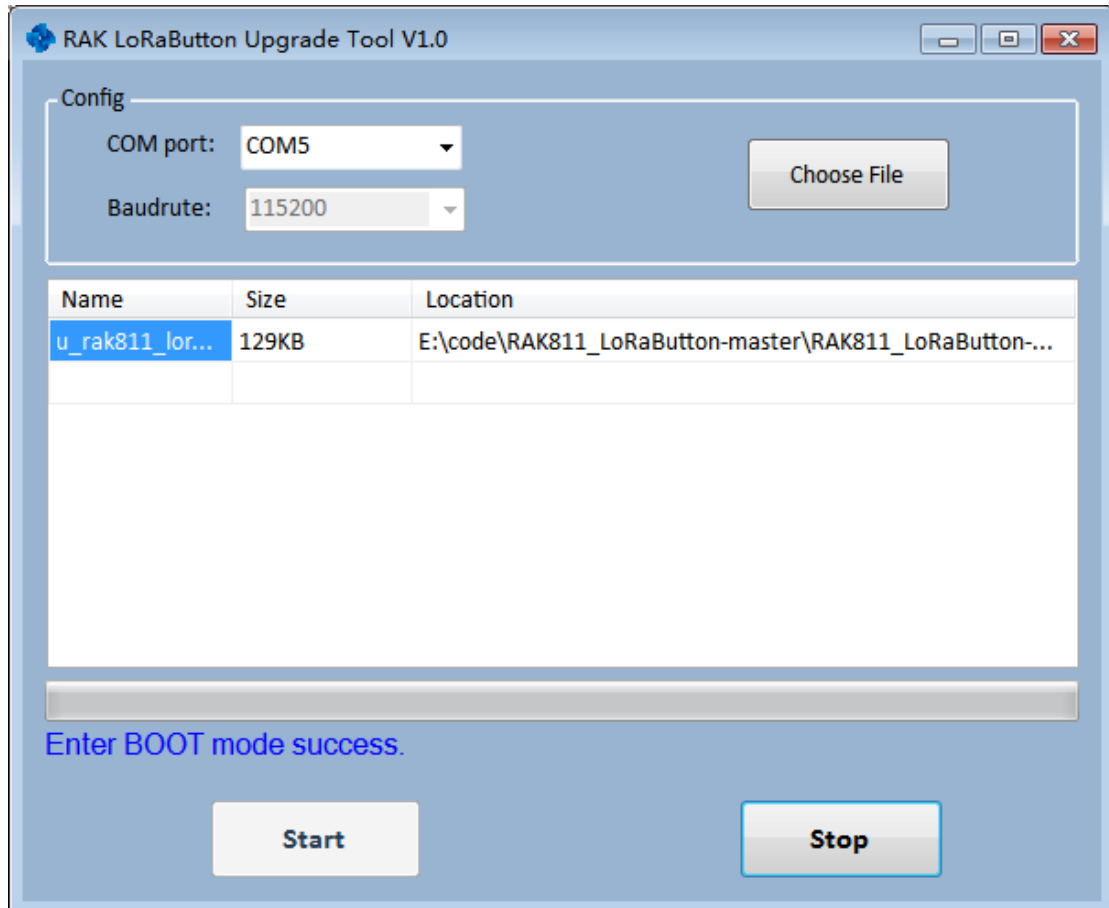 RAK LoRaButton Upgrade Tool V1.0
Config
COM port: COM5
Choose File
Baudrute: 115200
Name Size Location
u_rak811_lor... 129KB E:\code\RAK811_LoRaButton-master\RAK811_LoRaButton-...
Enter BOOT mode success.
Start Stop